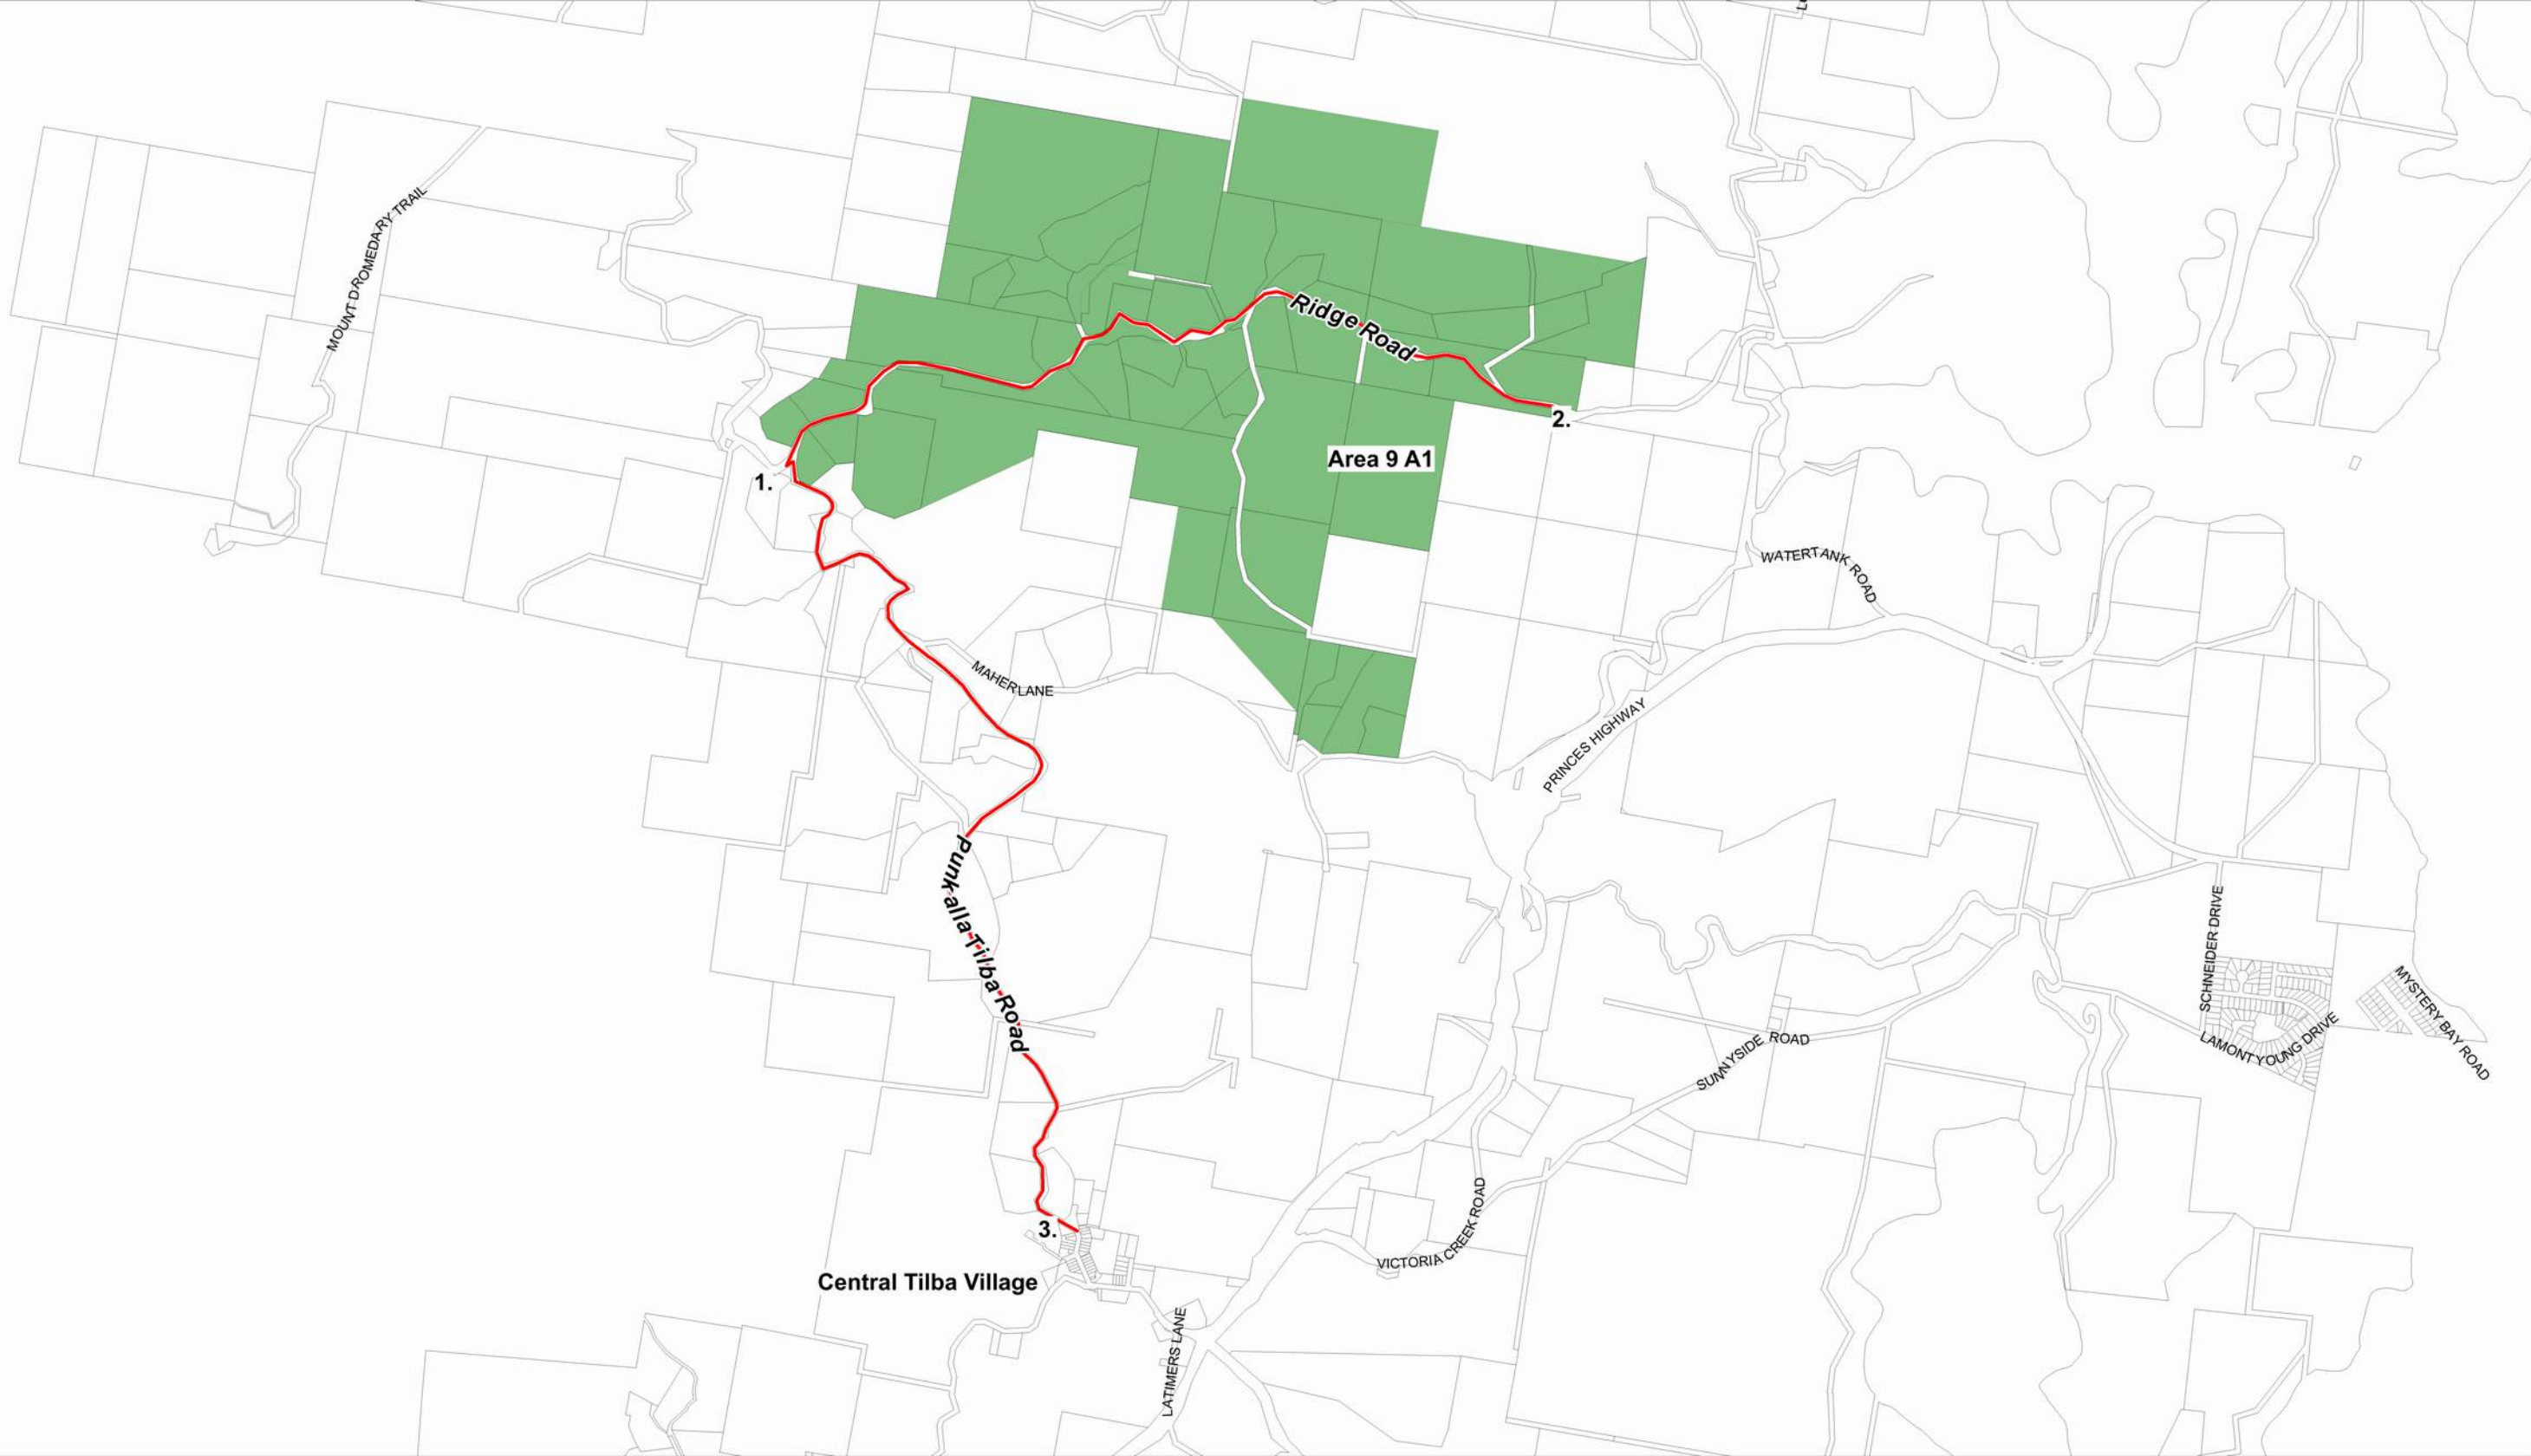 MOUNT DROMEDARY TRAIL
Ridge Road
2.
Area 9 A1
1.
WATERTANK ROAD
MAHER LANE
PRINCES HIGHWAY
Punkalla Tilba Road
SCHNEIDER DRIVE
MYSTERY BAY ROAD
LAMONT YOUNG DRIVE
SUNNYSIDE ROAD
3.
VICTORIA CREEK ROAD
Central Tilba Village
LATIMERS LANE